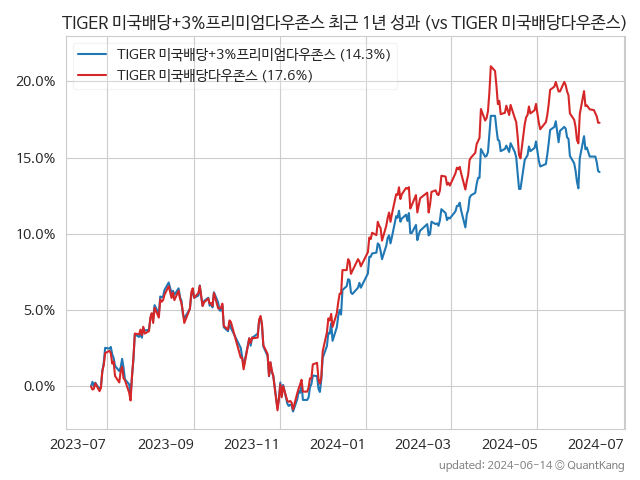 TIGER 미국배당+3%프리미엄다우존스 최근 1년 성과 (vs TIGER 미국배당다우존스)
TIGER 미국배당+3%프리미엄다우존스 (14.3%)
TIGER 미국배당다우존스 (17.6%)
20.0%
15.0%
10.0%
5.0%
0.0%
2023-07 2023-09 2023-11 2024-01 2024-03 2024-05 2024-07
updated: 2024-06-14 © QuantKang